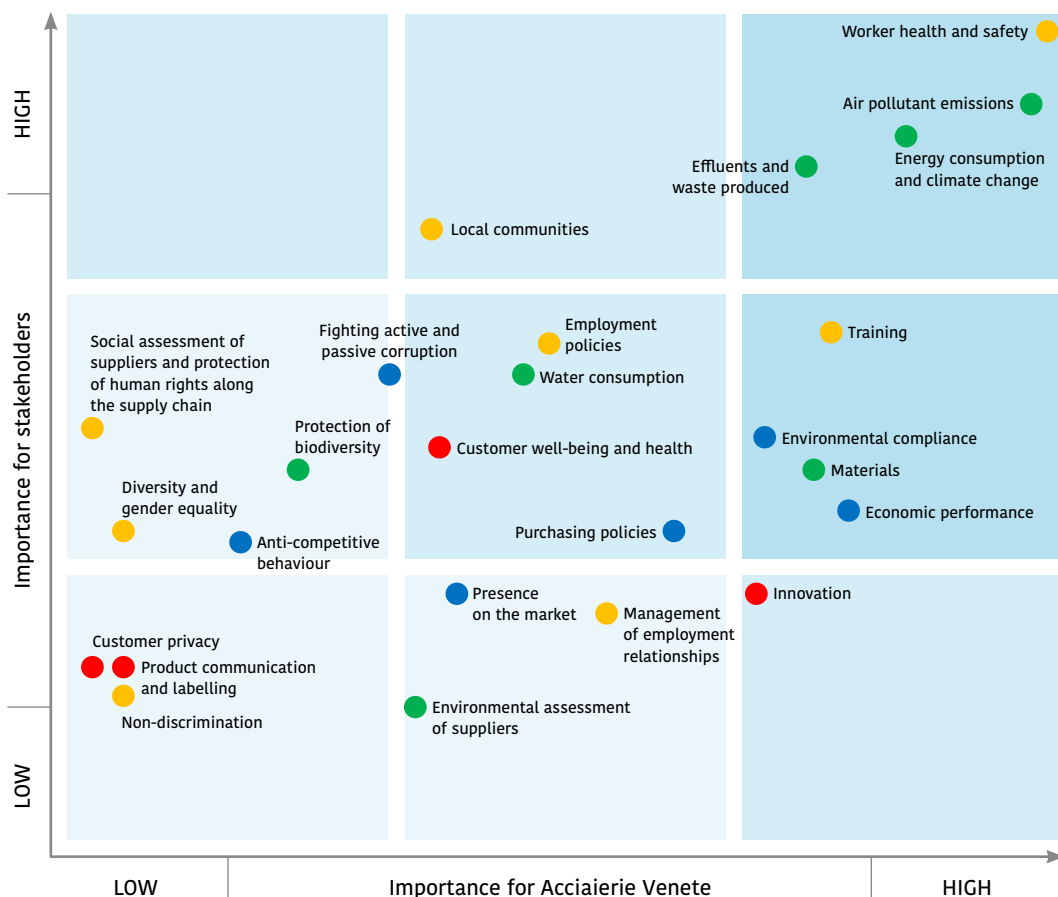 HIGH
Importance for stakeholders
LOW
Worker health and safety
Air pollutant emissions
Energy consumption
and climate change
Effluents and
waste produced
Local communities
Social assessment of
suppliers and protection
of human rights along
the supply chain
Fighting active and
passive corruption
Employment
policies
Water consumption
Training
Protection of
biodiversity
Customer well-being and health
Environmental compliance
Materials
Diversity and
gender equality
Anti-competitive
behaviour
Purchasing policies
Economic performance
Presence
on the market
Management
of employment
relationships
Innovation
Customer privacy
Product communication
and labelling
Non-discrimination
Environmental assessment
of suppliers
LOW
Importance for Acciaierie Venete
HIGH